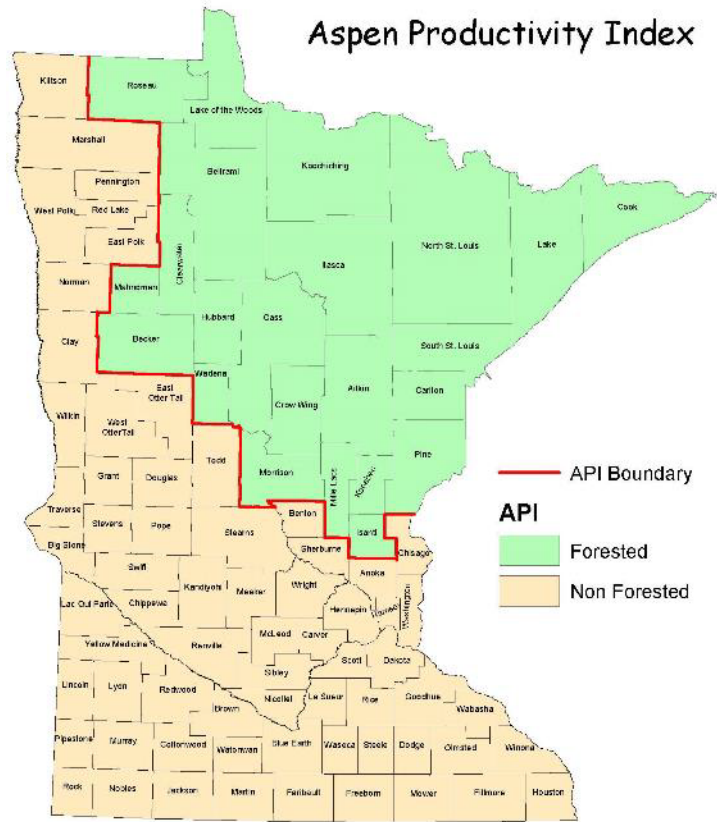 Aspen Productivity Index
Kittson
Roseau
Lake of the Woods
Marshall
Koochiching
Beltrami
Pennington
Cook
West Polk
Red Lake
East Polk
Clearwater
North St. Louis
Lake
Itasca
Norman
Mahnomen
Hubbard
Cass
Clay
Becker
South St. Louis
Wadena
Aitkin
Carlton
East
Otter Tail
Crow Wing
Wilkin
West
Otter Tail
Todd
Pine
Morrison
Mille Lacs
Kanabec
Grant
Douglas
API Boundary
Traverse
Stevens
Pope
Stearns
Benton
Isanti
API
Big Stone
Sherburne
Chisago
Forested
Swift
Anoka
Kandiyohi
Meeker
Wright
Non Forested
Lac Qui Parle
Chippewa
Hennepin
Ramsey
Washington
McLeod
Carver
Yellow Medicine
Renville
Scott
Dakota
Sibley
Lincoln
Lyon
Redwood
Nicollet
Le Sueur
Rice
Goodhue
Brown
Wabasha
Pipestone
Murray
Cottonwood
Watonwan
Blue Earth
Waseca
Steele
Dodge
Olmsted
Winona
Rock
Nobles
Jackson
Martin
Faribault
Freeborn
Mower
Fillmore
Houston